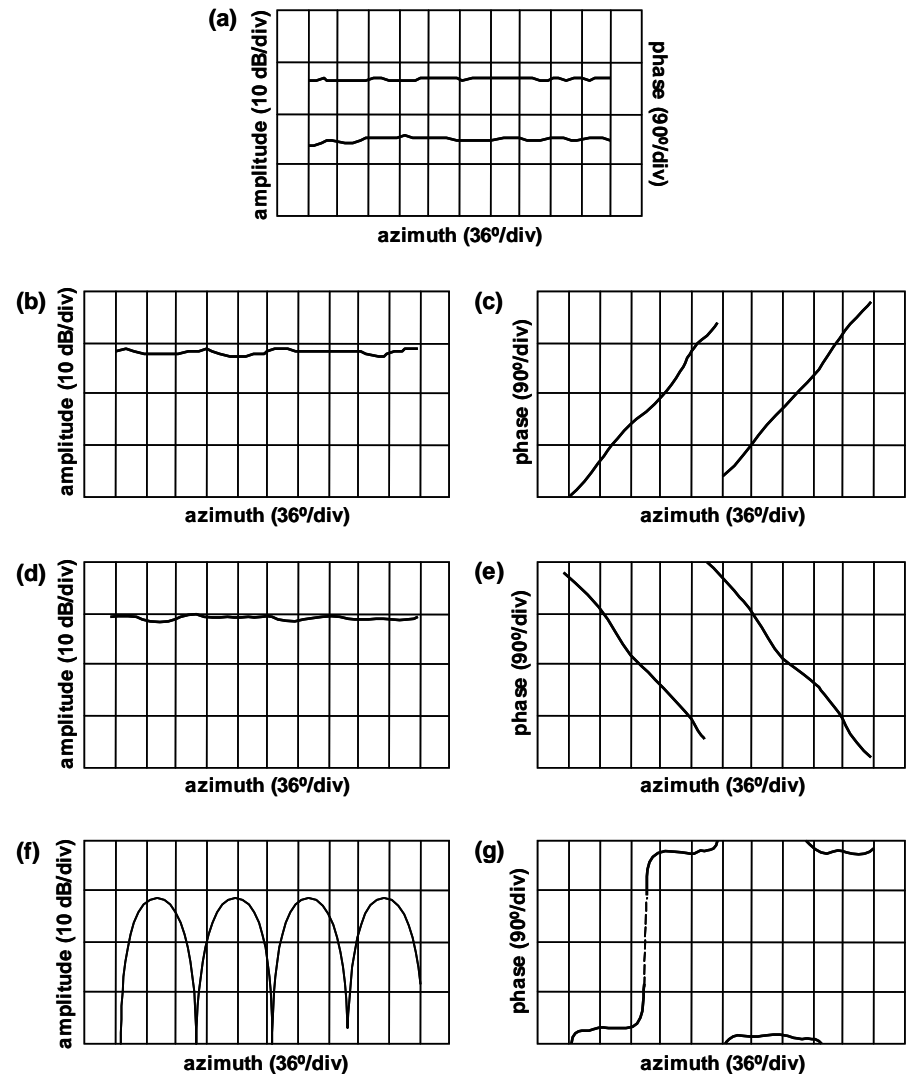 (a)
amplitude (10 dB/div)
phase (90º/div)
azimuth (36º/div)
(b)
amplitude (10 dB/div)
azimuth (36º/div)
(c)
phase (90º/div)
azimuth (36º/div)
(d)
amplitude (10 dB/div)
azimuth (36º/div)
(e)
phase (90º/div)
azimuth (36º/div)
(f)
amplitude (10 dB/div)
azimuth (36º/div)
(g)
phase (90º/div)
azimuth (36º/div)